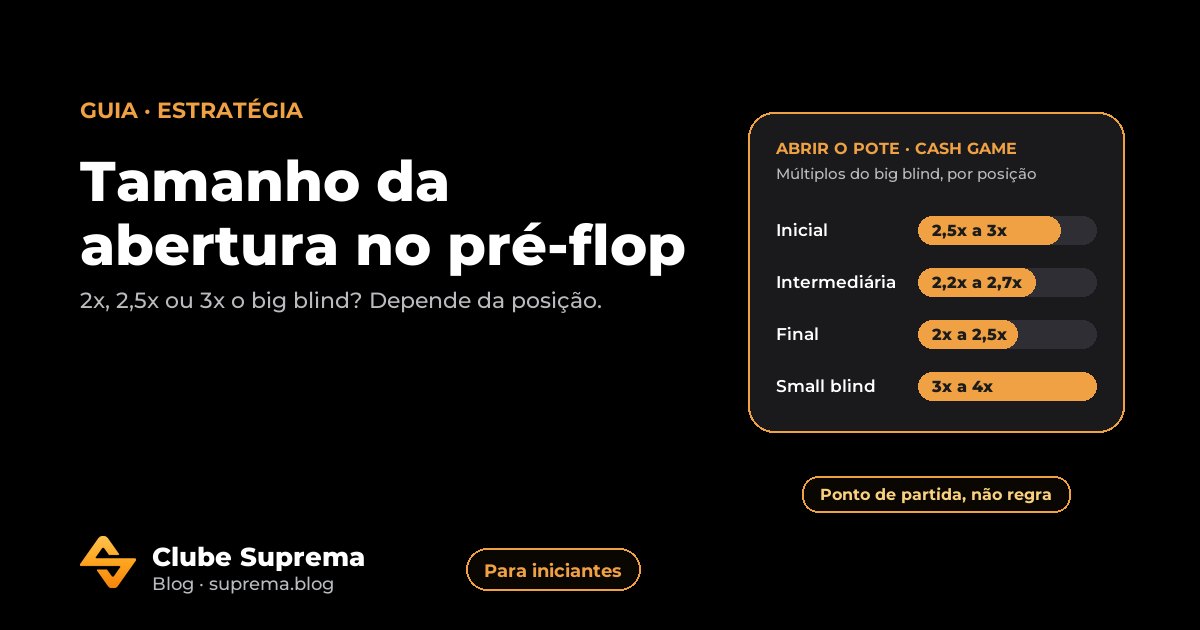 GUIA · ESTRATÉGIA
Tamanho da
abertura no pré-flop
2x, 2,5x ou 3x o big blind? Depende da posição.
ABRIR O POTE · CASH GAME
Múltiplos do big blind, por posição
Inicial 2,5x a 3x
Intermediária 2,2x a 2,7x
Final 2x a 2,5x
Small blind 3x a 4x
Ponto de partida, não regra
Clube Suprema
Blog · suprema.blog
Para iniciantes